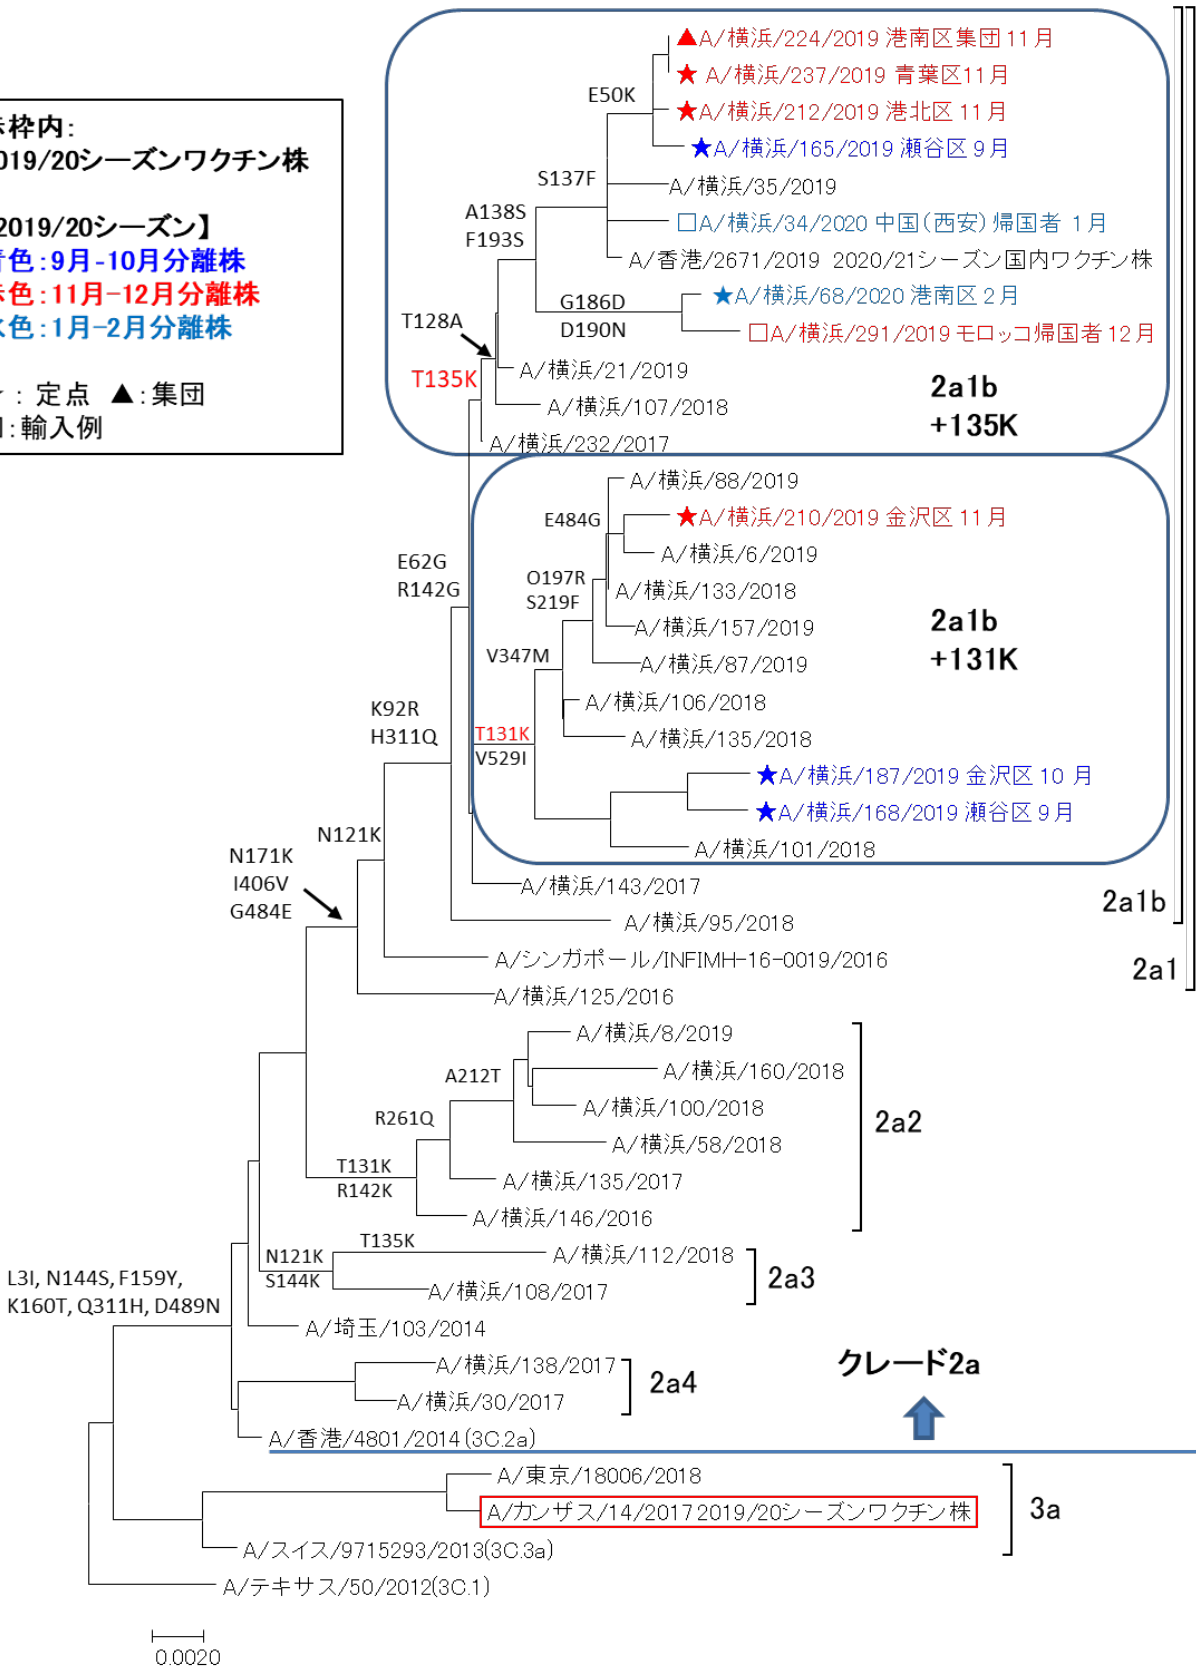 枠内:
019/20シーズンワクチン株
2019/20シーズン】
色:9月-10月分離株
色:11月-12月分離株
色:1月-2月分離株
: 定点 ▲:集団
:輸入例
▲A/横浜/224/2019 港南区集団 11月
★ A/横浜/237/2019 青葉区11月
E50K
★A/横浜/212/2019 港北区 11月
★A/横浜/165/2019 瀬谷区 9月
S137F
A/横浜/35/2019
A138S
F193S
□A/横浜/34/2020 中国(西安) 帰国者 1月
A/香港/2671/2019 2020/21シーズン国内ワクチン株
G186D
D190N
★A/横浜/68/2020 港南区 2月
□A/横浜/291/2019 モロッコ帰国者 12月
T128A
T135K
A/横浜/21/2019
A/横浜/107/2018
A/横浜/232/2017
2a1b
+135K
A/横浜/88/2019
E484G
★A/横浜/210/2019 金沢区 11月
A/横浜/6/2019
E62G
R142G
O197R
S219F
A/横浜/133/2018
A/横浜/157/2019
2a1b
+131K
V347M
A/横浜/87/2019
A/横浜/106/2018
K92R
H311Q
T131K
V529I
A/横浜/135/2018
★A/横浜/187/2019 金沢区 10 月
★A/横浜/168/2019 瀬谷区 9月
N121K
A/横浜/101/2018
N171K
I406V
G484E
A/横浜/143/2017
2a1b
A/横浜/95/2018
A/シンガポール/INFIMH-16-0019/2016
2a1
A/横浜/125/2016
A/横浜/8/2019
A212T
A/横浜/160/2018
R261Q
A/横浜/100/2018
2a2
A/横浜/58/2018
T131K
R142K
A/横浜/135/2017
A/横浜/146/2016
T135K
N121K
S144K
A/横浜/112/2018
2a3
A/横浜/108/2017
L3I, N144S, F159Y,
K160T, Q311H, D489N
A/埼玉/103/2014
クレード2a
A/横浜/138/2017
2a4
A/横浜/30/2017
A/香港/4801/2014(3C.2a)
A/東京/18006/2018
A/カンザス/14/2017 2019/20シーズンワクチン株
3a
A/スイス/9715293/2013(3C.3a)
A/テキサス/50/2012(3C.1)
0.0020